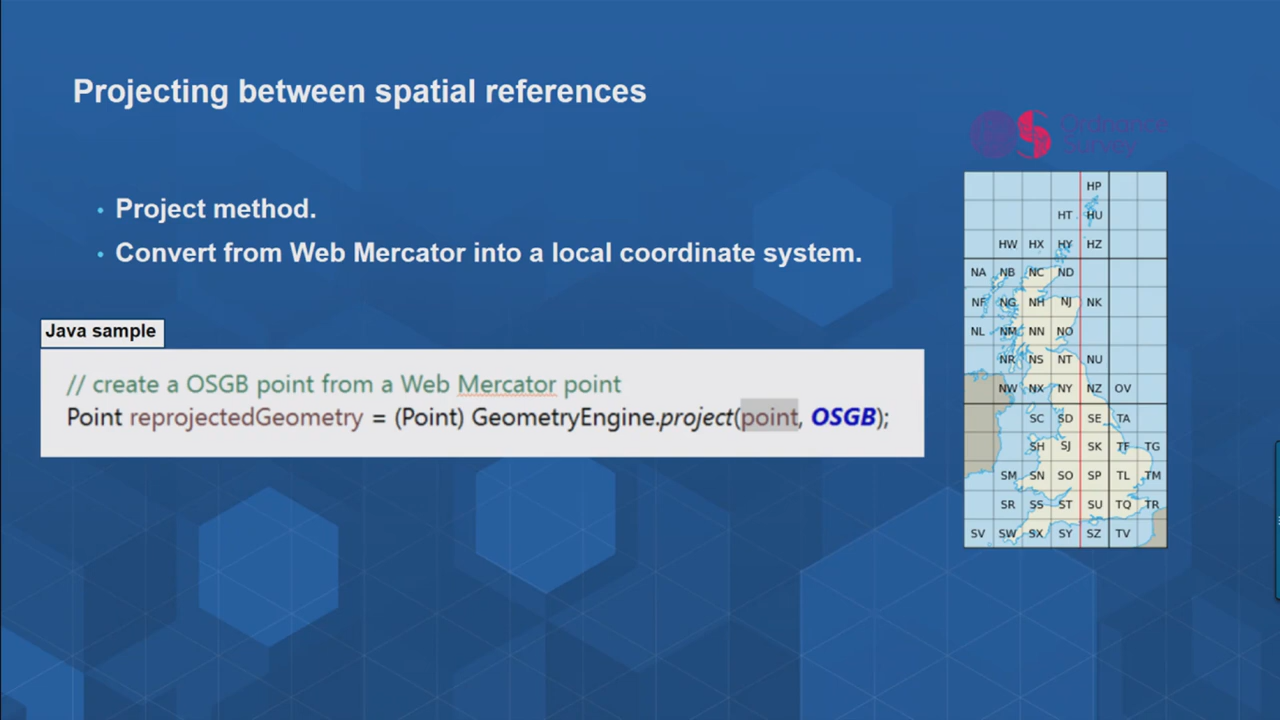 Projecting between spatial references
Ordnance
Survey
• Project method.
• Convert from Web Mercator into a local coordinate system.
Java sample
// create a OSGB point from a Web Mercator point
Point reprojectedGeometry = (Point) GeometryEngine.project(point, OSGB);
HP
HT HU
HW HX HY HZ
NA NB NC ND
NF NG NH NJ NK
NL NM NN NO
NR NS NT NU
NW NX NY NZ OV
SC SD SE TA
SH SJ SK TF TG
SM SN SO SP TL TM
SR SS ST SU TQ TR
SV SW SX SY SZ TV